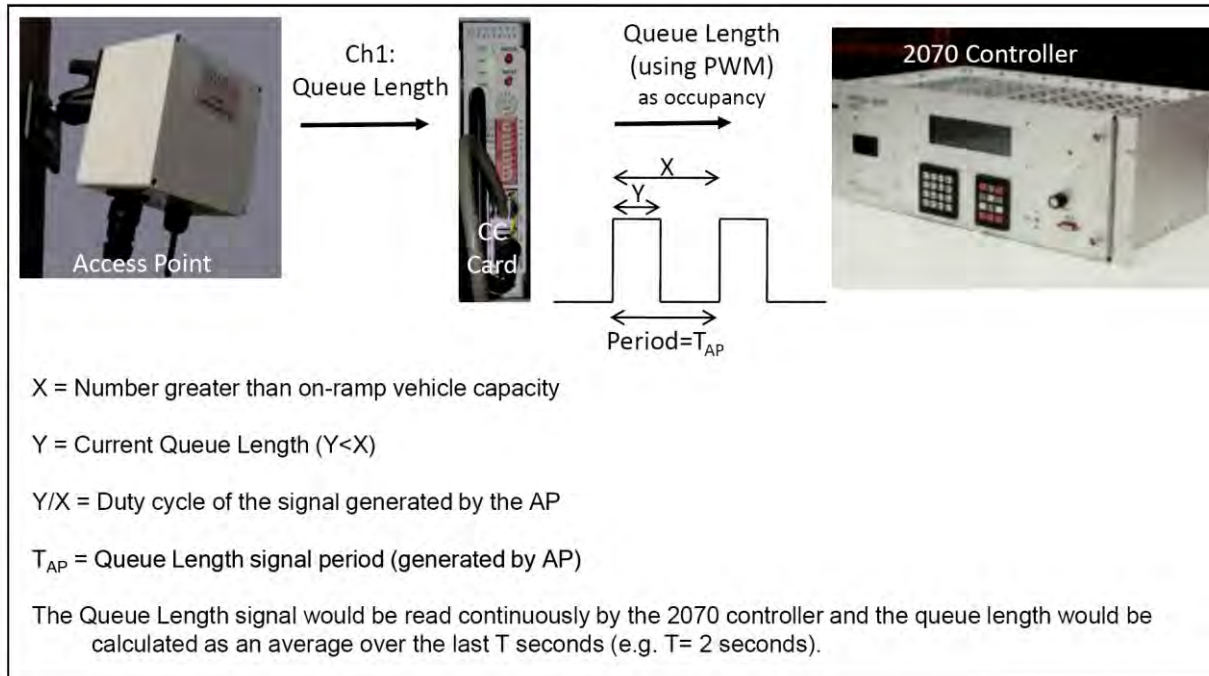 Ch1:
Queue Length
Queue Length
(using PWM)
as occupancy
2070 Controller
X
Y
CC
Card
Access Point
Period=T_AP
X = Number greater than on-ramp vehicle capacity
Y = Current Queue Length (Y<X)
Y/X = Duty cycle of the signal generated by the AP
T_AP = Queue Length signal period (generated by AP)
The Queue Length signal would be read continuously by the 2070 controller and the queue length would be
calculated as an average over the last T seconds (e.g. T= 2 seconds).